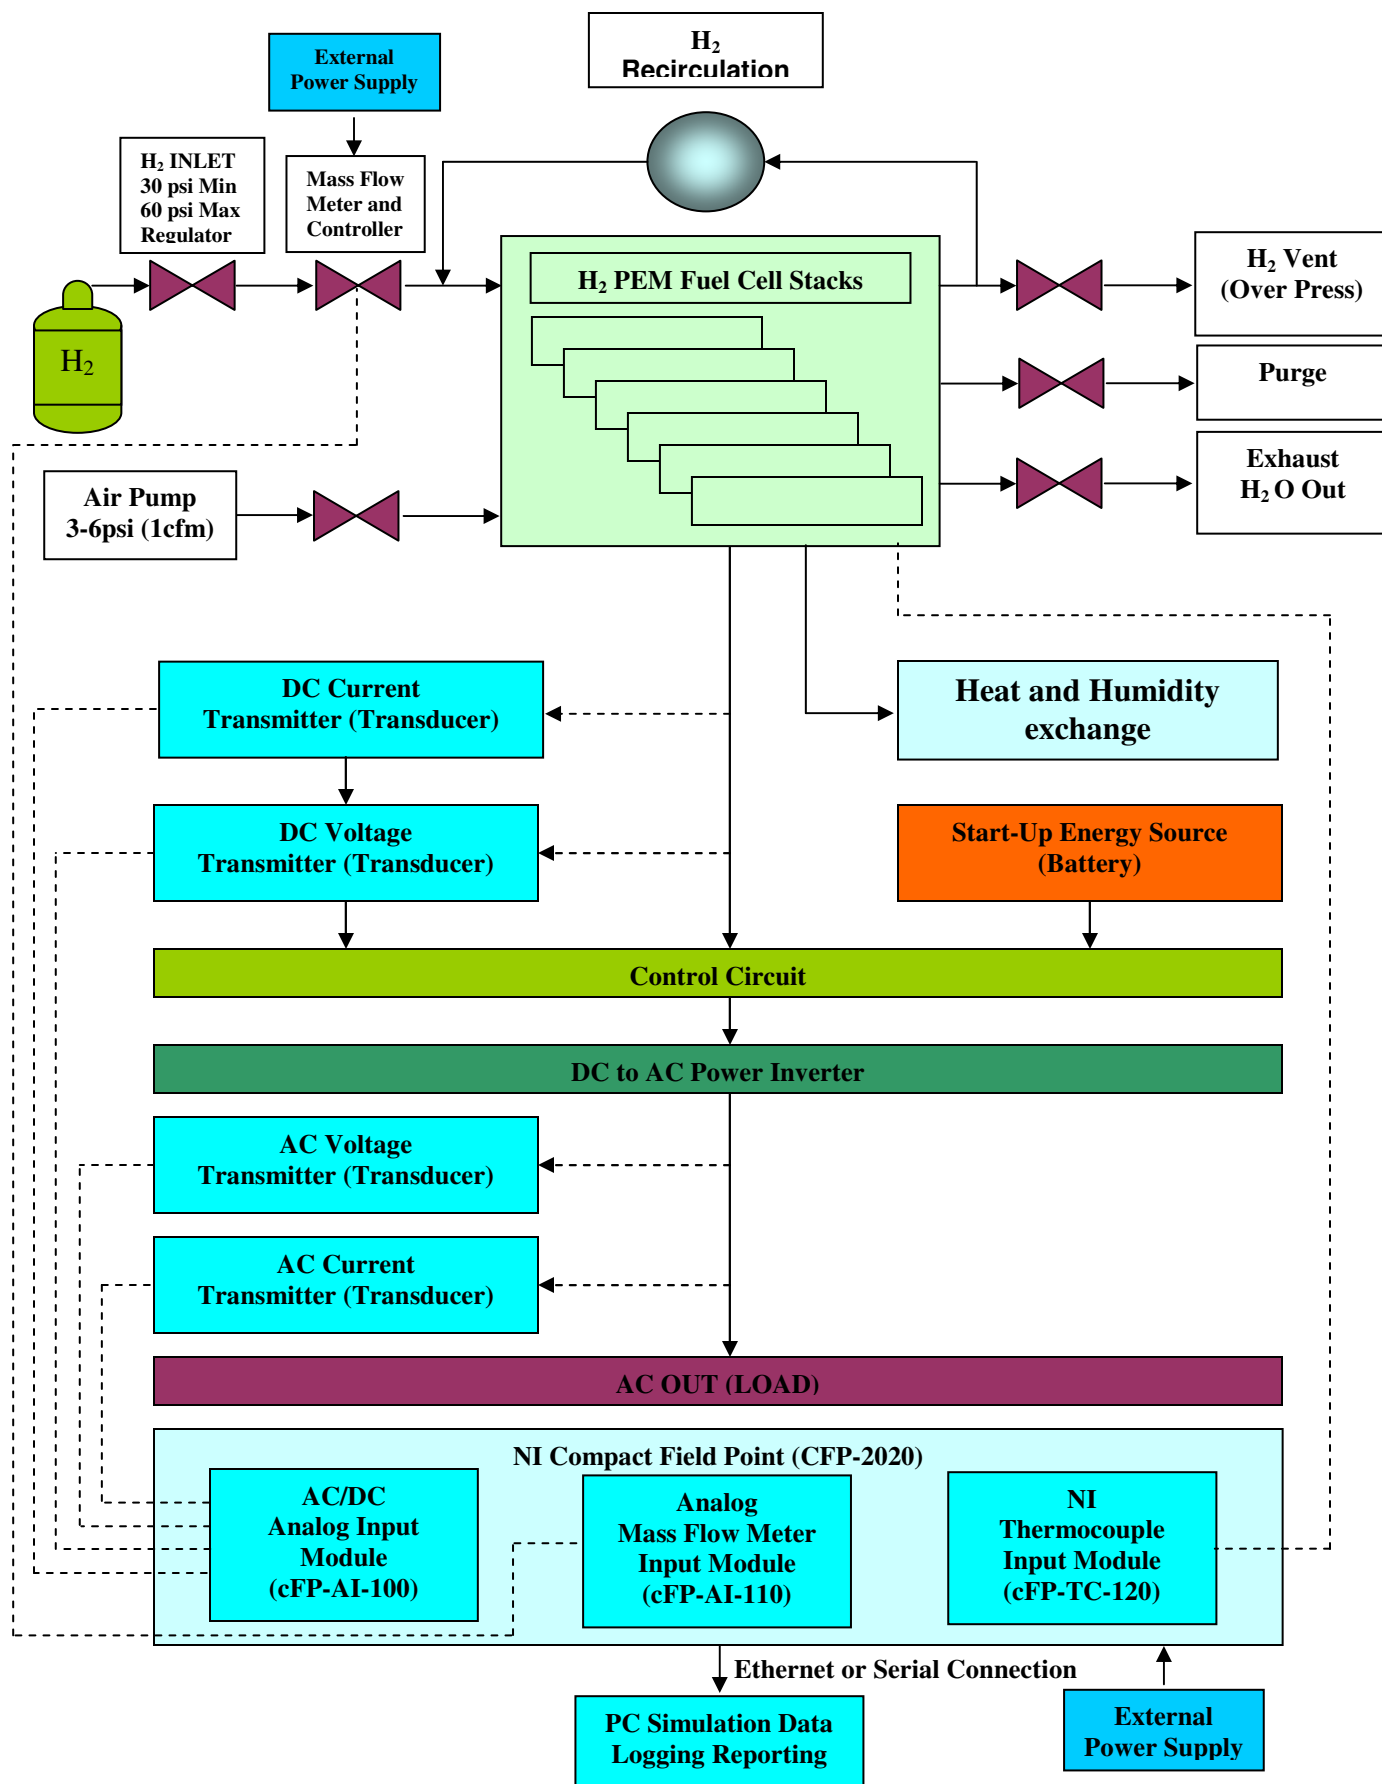 External
Power Supply
H₂
Recirculation
H₂ INLET
30 psi Min
60 psi Max
Regulator
Mass Flow
Meter and
Controller
H₂ PEM Fuel Cell Stacks
H₂ Vent
(Over Press)
H₂
Purge
Exhaust
H₂ O Out
Air Pump
3-6psi (1cfm)
DC Current
Transmitter (Transducer)
Heat and Humidity
exchange
DC Voltage
Transmitter (Transducer)
Start-Up Energy Source
(Battery)
Control Circuit
DC to AC Power Inverter
AC Voltage
Transmitter (Transducer)
AC Current
Transmitter (Transducer)
AC OUT (LOAD)
NI Compact Field Point (CFP-2020)
AC/DC
Analog Input
Module
(cFP-AI-100)
Analog
Mass Flow Meter
Input Module
(cFP-AI-110)
NI
Thermocouple
Input Module
(cFP-TC-120)
Ethernet or Serial Connection
PC Simulation Data
Logging Reporting
External
Power Supply